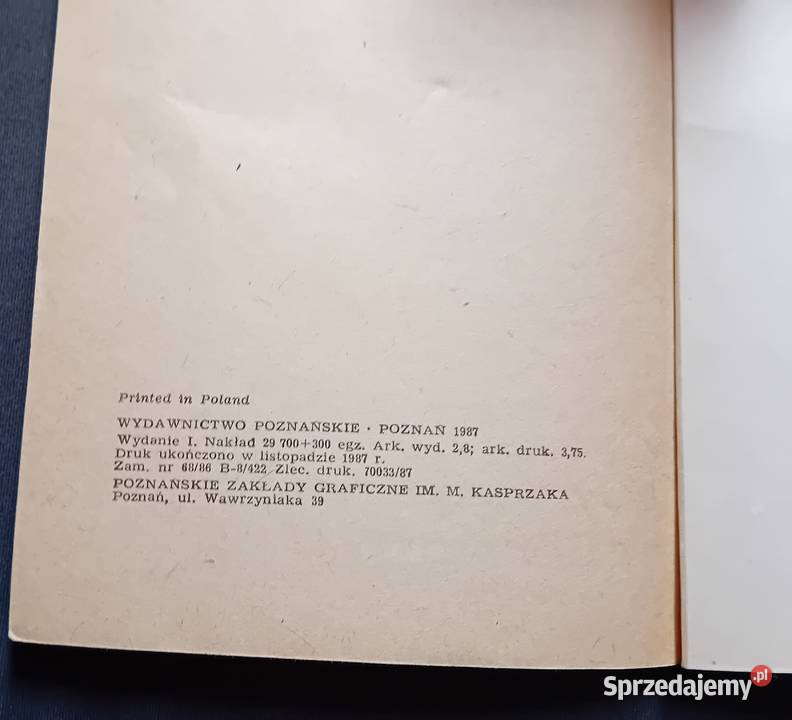 Printed in Poland
WYDAWNICTWO POZNAŃSKIE · POZNAŃ 1987
Wydanie I. Nakład 29 700+300 egz. Ark. wyd. 2,8; ark. druk. 3,75.
Druk ukończono w listopadzie 1987 r.
Zam. nr 68/86 B-8/422 Zlec. druk. 70033/87
POZNAŃSKIE ZAKŁADY GRAFICZNE IM. M. KASPRZAKA
Poznań, ul. Wawrzyniaka 39
Sprzedajemy.pl